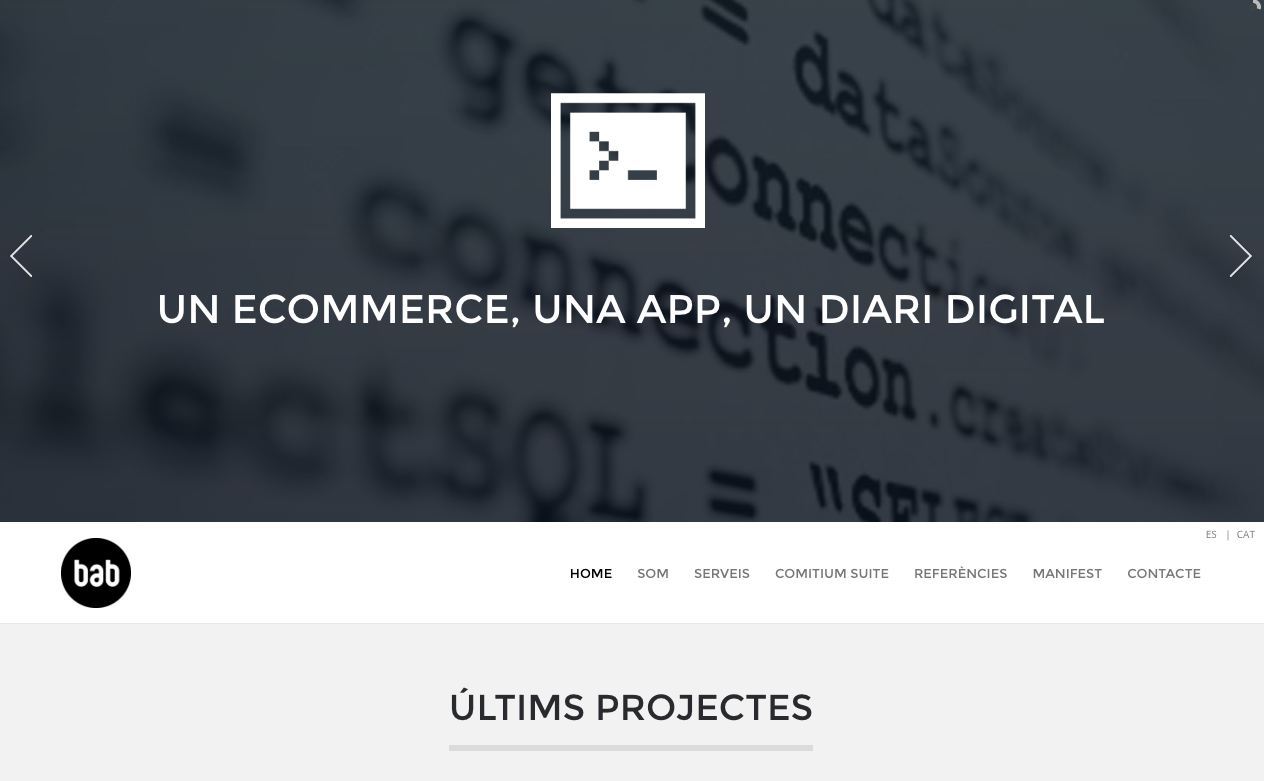 UN ECOMMERCE, UNA APP, UN DIARI DIGITAL
ES | CAT
bab
HOME SOM SERVEIS COMITIUM SUITE REFERÈNCIES MANIFEST CONTACTE
ÚLTIMS PROJECTES